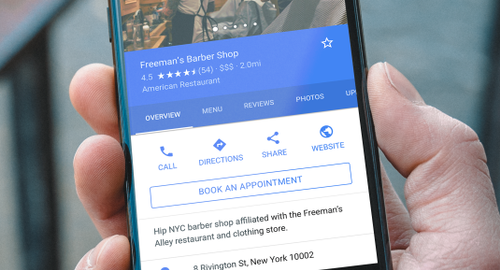 Freeman's Barber Shop
4.5 ★★★★★ (54) · $$$ · 2.0mi
American Restaurant
OVERVIEW MENU REVIEWS PHOTOS UP
CALL DIRECTIONS SHARE WEBSITE
BOOK AN APPOINTMENT
Hip NYC barber shop affiliated with the Freeman's
Alley restaurant and clothing store.
8 Rivington St, New York 10002